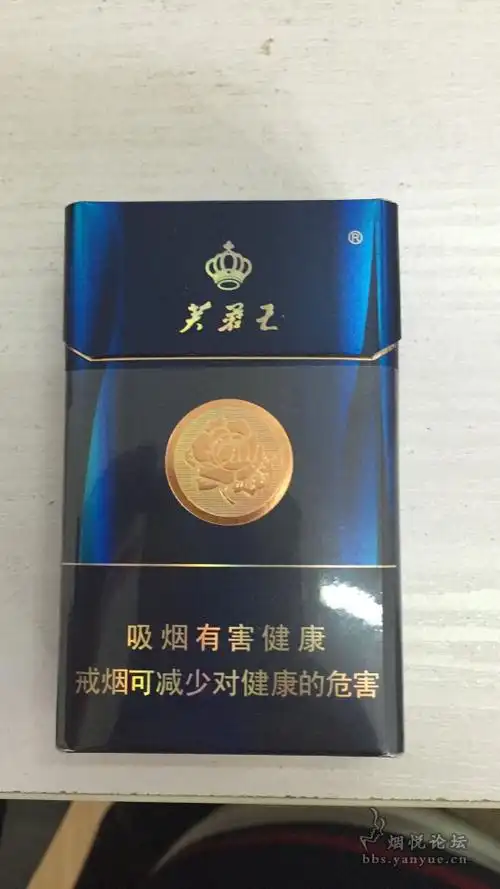 ®
芙蓉王
吸烟有害健康
戒烟可减少对健康的危害
烟悦论坛
bbs.yanyue.cn